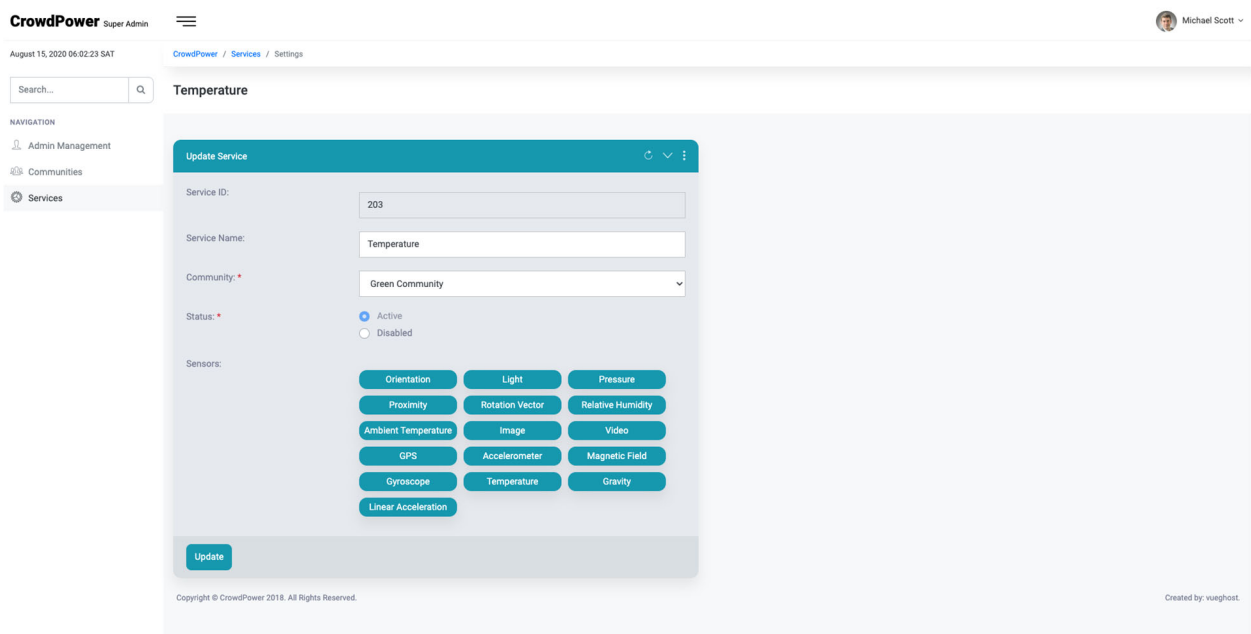 CrowdPower Super Admin
Michael Scott
August 15, 2020 06:02:23 SAT
CrowdPower / Services / Settings
Search...
Temperature
NAVIGATION
Admin Management
Communities
Services
Update Service
Service ID:
203
Service Name:
Temperature
Community: *
Green Community
Status: *
Active
Disabled
Sensors:
Orientation Light Pressure
Proximity Rotation Vector Relative Humidity
Ambient Temperature Image Video
GPS Accelerometer Magnetic Field
Gyroscope Temperature Gravity
Linear Acceleration
Update
Copyright © CrowdPower 2018. All Rights Reserved.
Created by: vueghost.